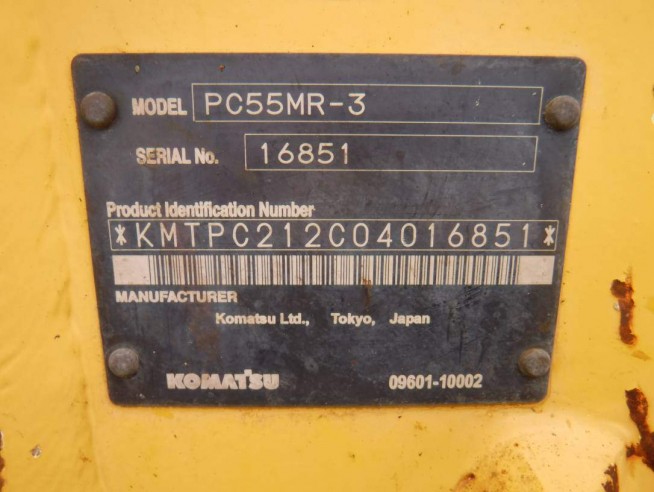 MODEL PC55MR-3
SERIAL No. 16851
Product Identification Number
*KMTPC212C04016851*
MANUFACTURER
Komatsu Ltd., Tokyo, Japan
KOMATSU 09601-10002